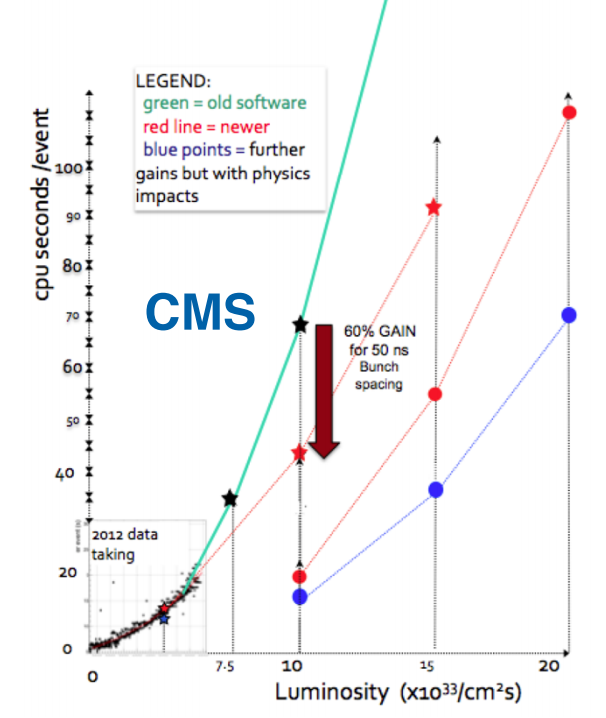 LEGEND:
green = old software
red line = newer
blue points = further
gains but with physics
impacts
cpu seconds/event
100
90
80
70
60
50
40
20
0
CMS
60% GAIN
for 50 ns
Bunch
spacing
2012 data
taking
0
7.5
10
15
20
Luminosity (x10³³/cm²s)